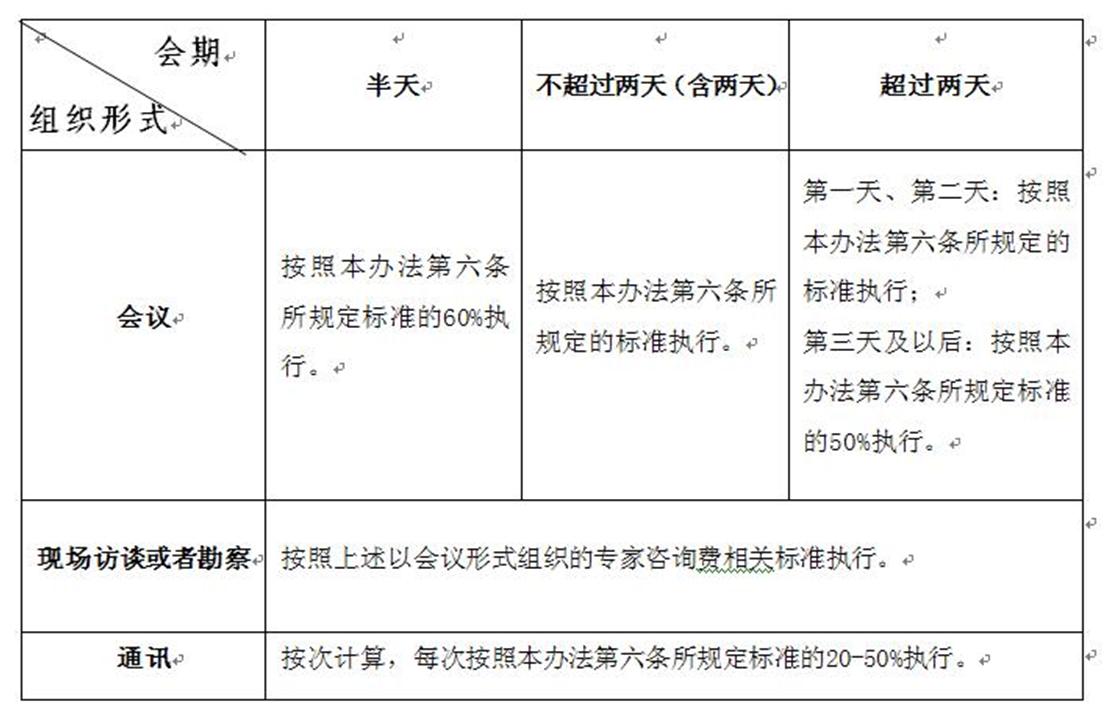 会期
组织形式
半天
不超过两天（含两天）
超过两天
会议
按照本办法第六条
所规定标准的60%执
行。
按照本办法第六条所
规定的标准执行。
第一天、第二天：按照
本办法第六条所规定的
标准执行；
第三天及以后：按照本
办法第六条所规定标准
的50%执行。
现场访谈或者勘察
按照上述以会议形式组织的专家咨询费相关标准执行。
通讯
按次计算，每次按照本办法第六条所规定标准的20-50%执行。